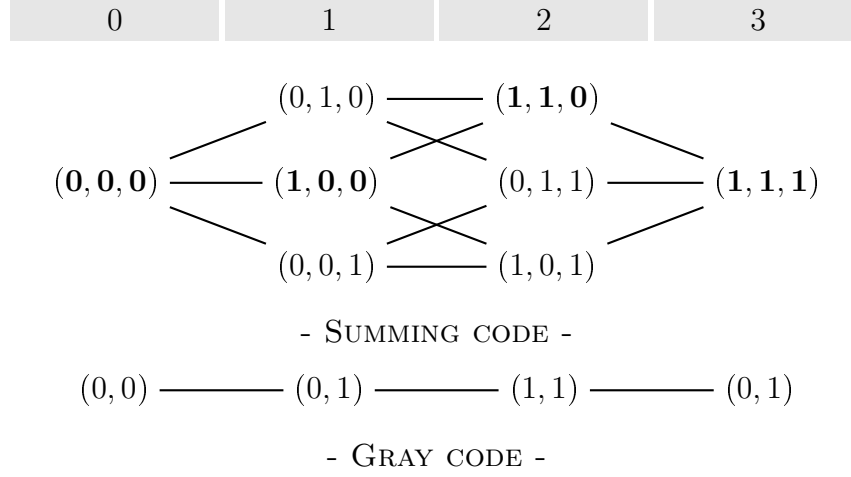 0 1 2 3
(0, 1, 0) (1, 1, 0)
(0, 0, 0) (1, 0, 0) (0, 1, 1) (1, 1, 1)
(0, 0, 1) (1, 0, 1)
- SUMMING CODE -
(0, 0) (0, 1) (1, 1) (0, 1)
- GRAY CODE -